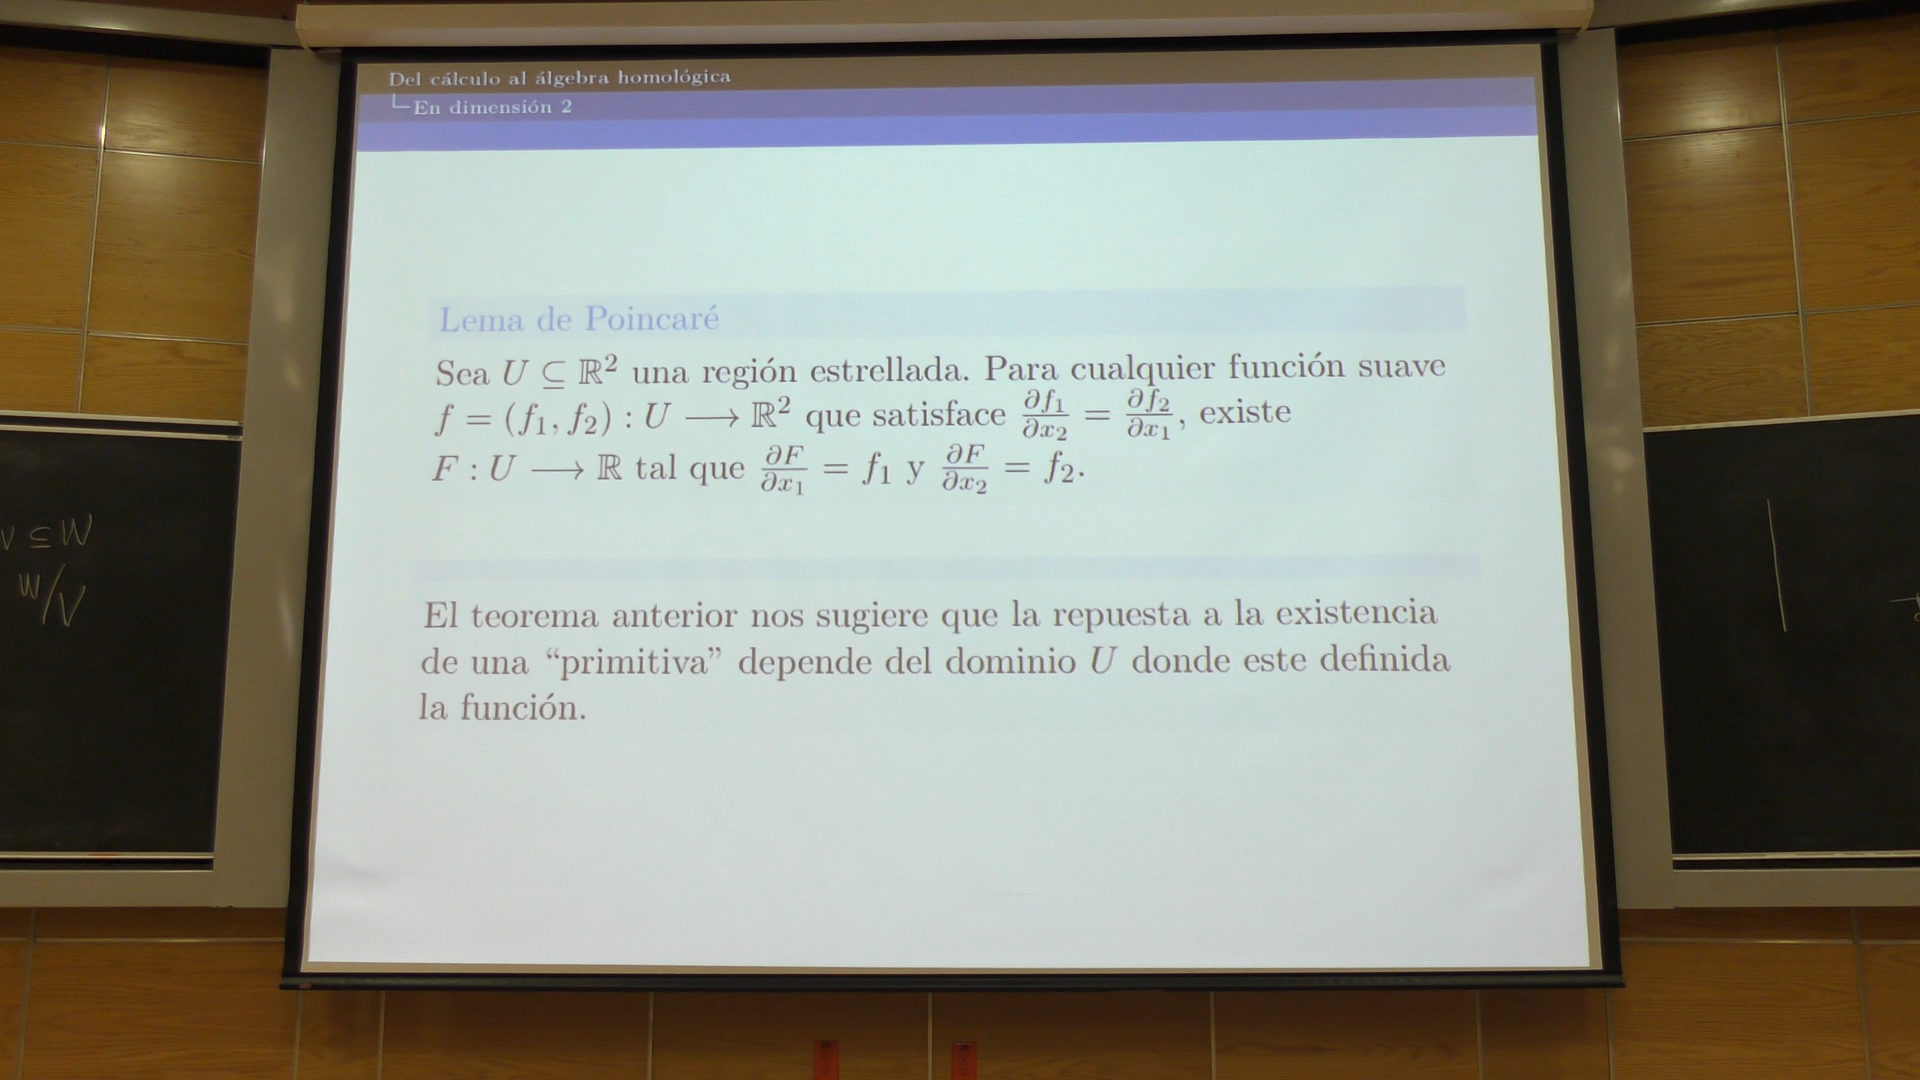 Del cálculo al álgebra homológica
En dimensión 2
Lema de Poincaré
Sea U ⊆ ℝ² una región estrellada. Para cualquier función suave
f = (f₁, f₂) : U ⟶ ℝ² que satisface ∂f₁/∂x₂ = ∂f₂/∂x₁, existe
F : U ⟶ ℝ tal que ∂F/∂x₁ = f₁ y ∂F/∂x₂ = f₂.
El teorema anterior nos sugiere que la repuesta a la existencia
de una “primitiva” depende del dominio U donde este definida
la función.
V ⊆ W
W/V